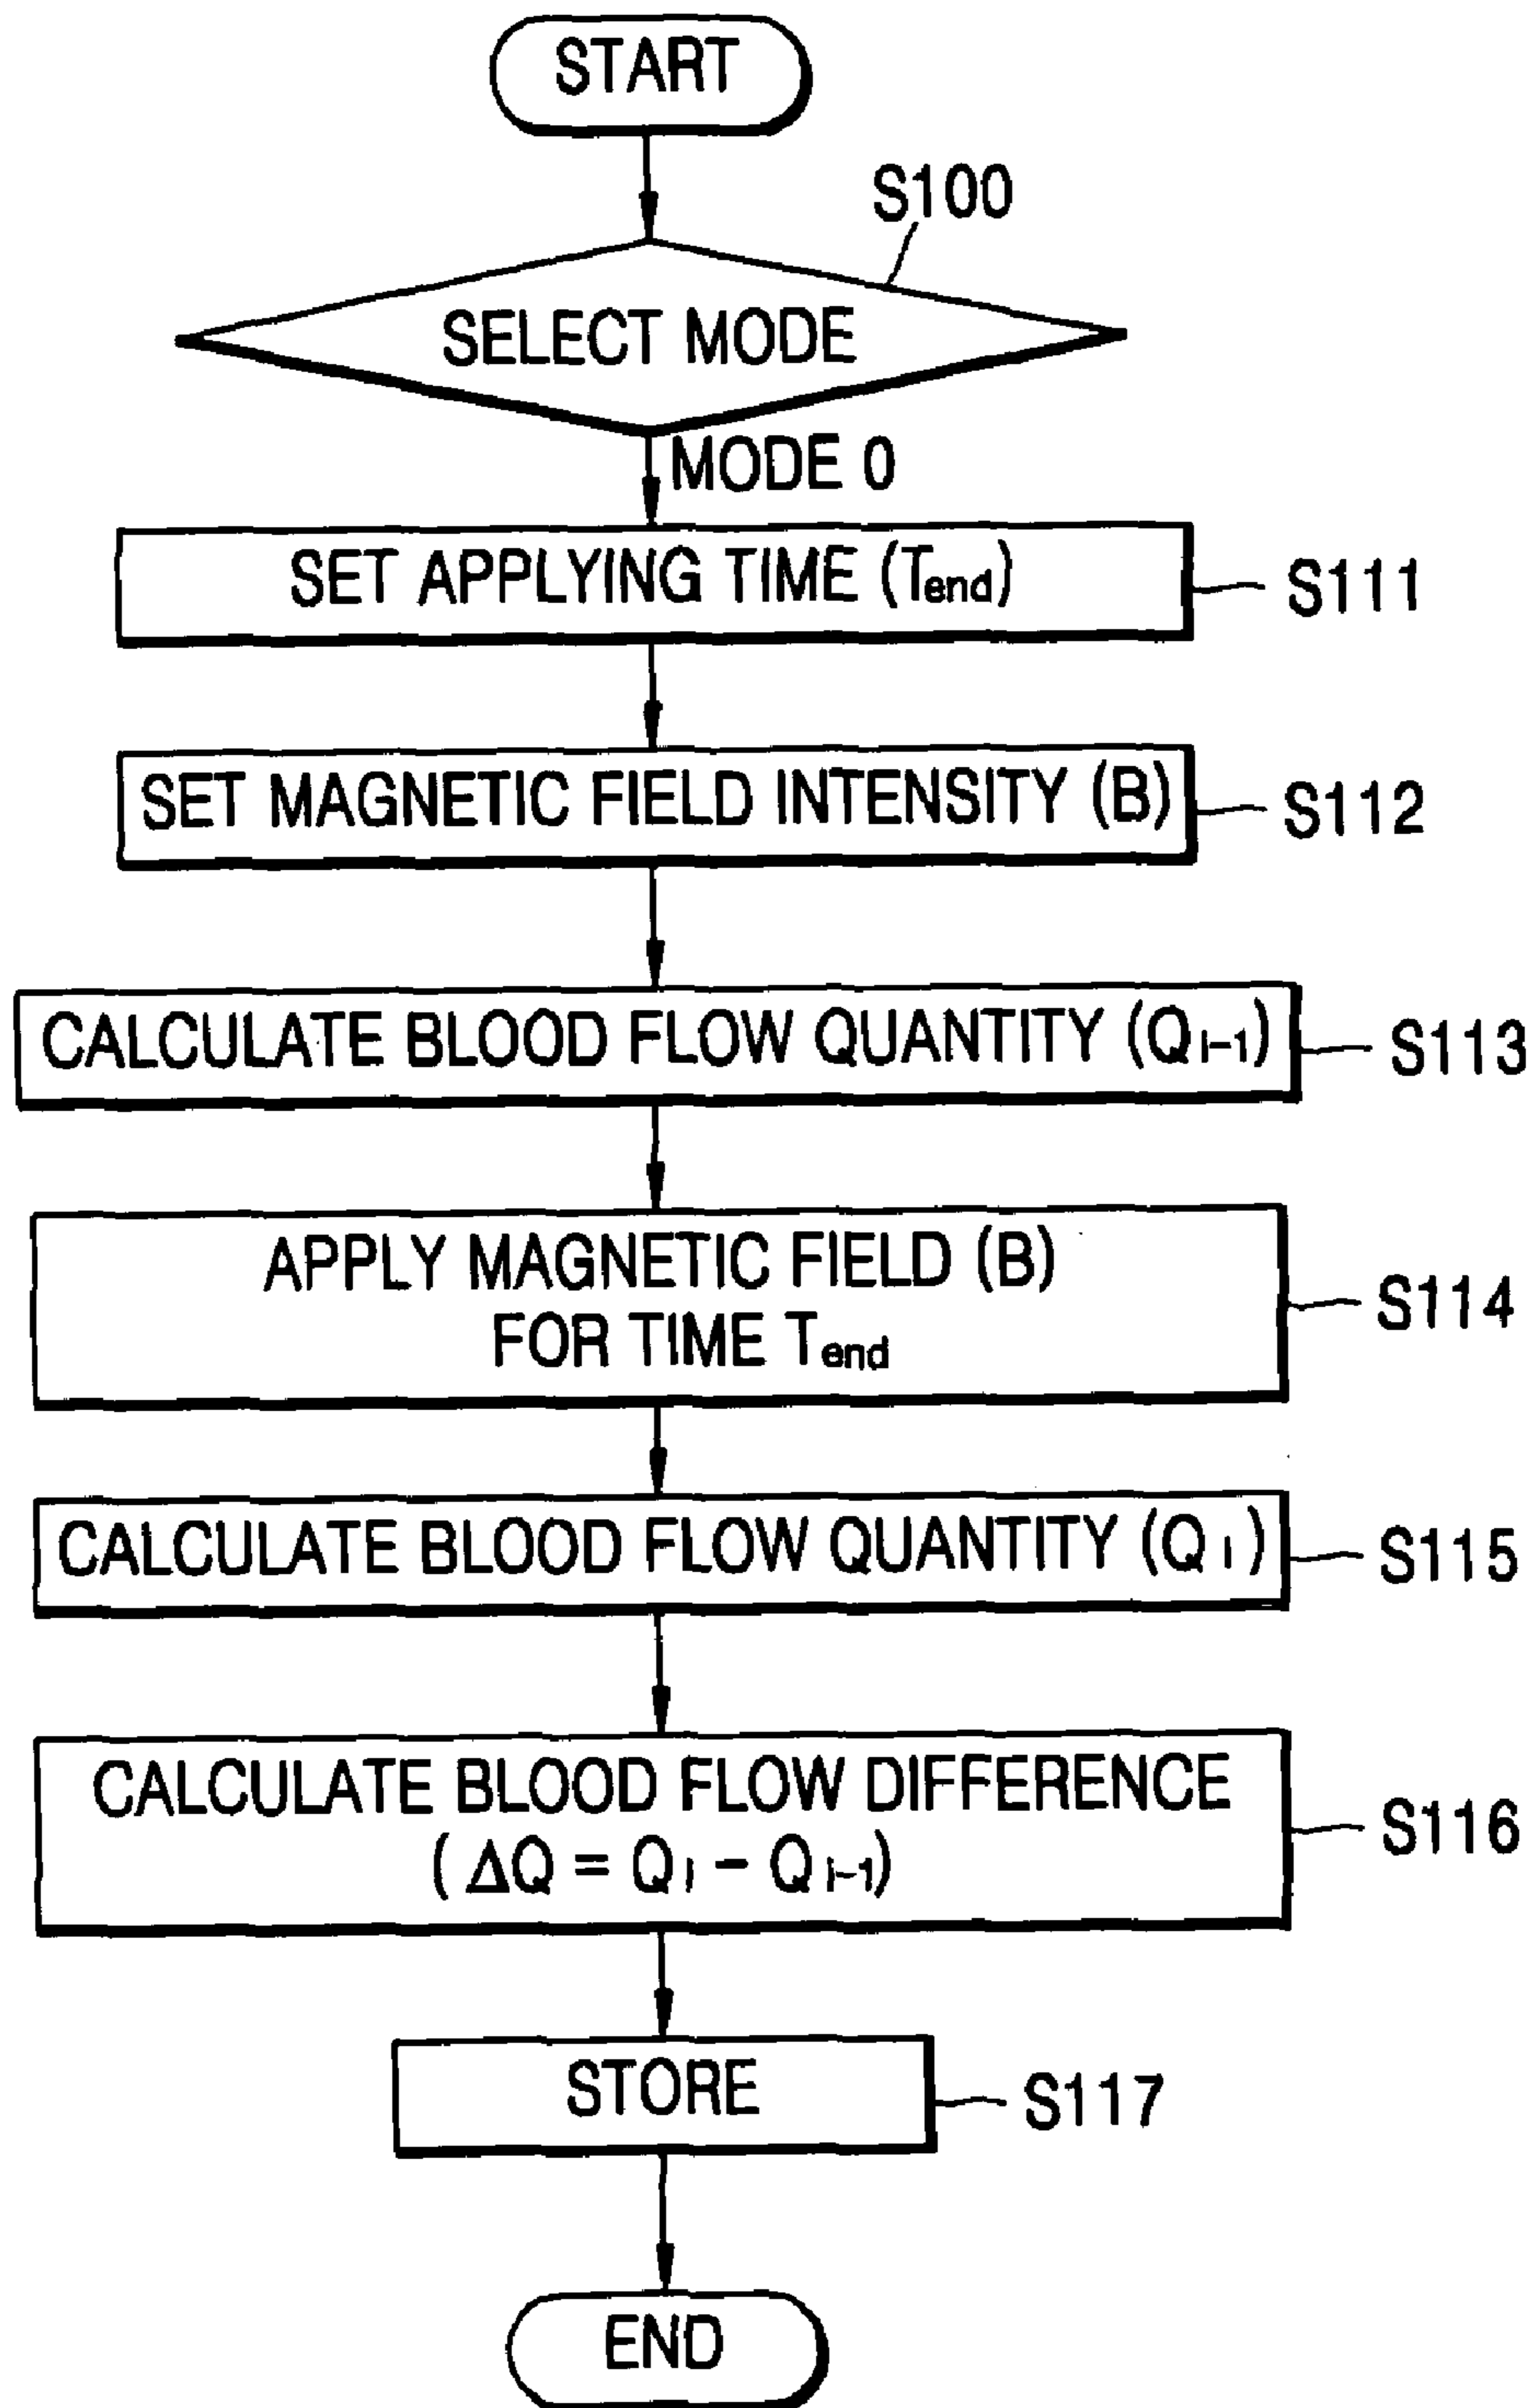 START
S100
SELECT MODE
MODE 0
SET APPLYING TIME (Tend)
S111
SET MAGNETIC FIELD INTENSITY (B)
S112
CALCULATE BLOOD FLOW QUANTITY (Qi-1)
S113
APPLY MAGNETIC FIELD (B)
FOR TIME Tend
S114
CALCULATE BLOOD FLOW QUANTITY (Qi)
S115
CALCULATE BLOOD FLOW DIFFERENCE
(ΔQ = Qi - Qi-1)
S116
STORE
S117
END